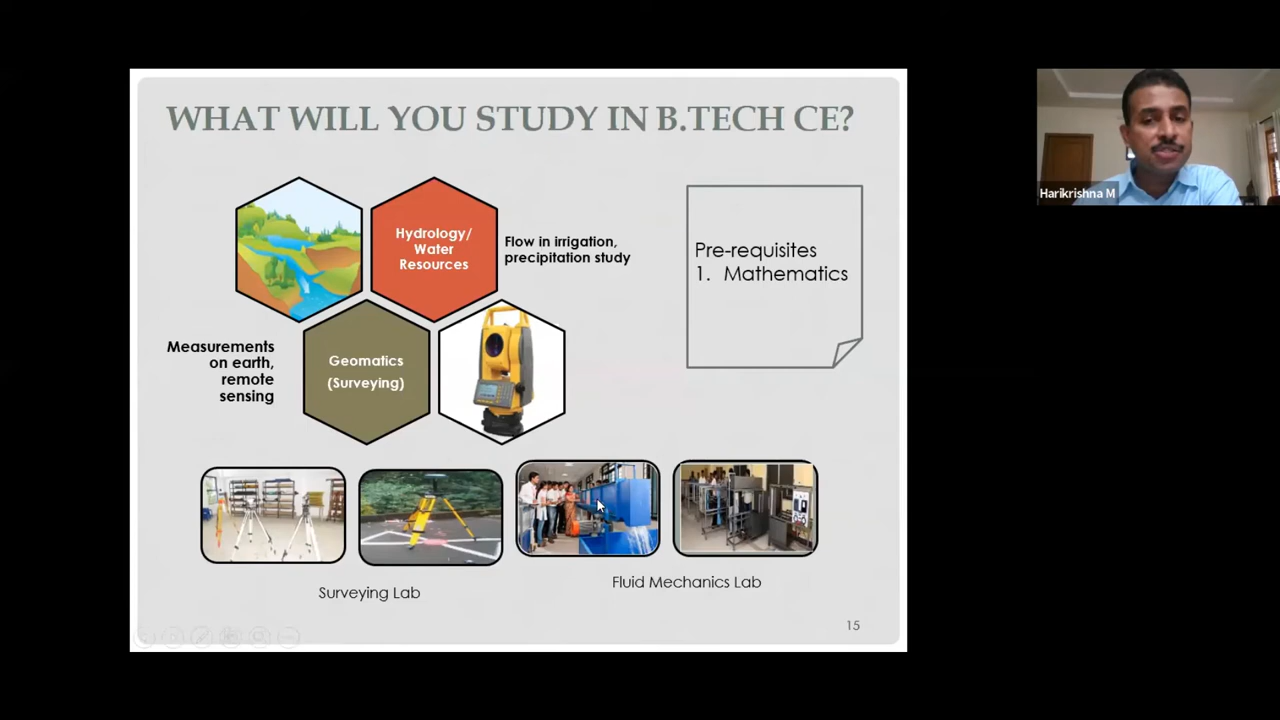 WHAT WILL YOU STUDY IN B.TECH CE?
Hydrology/
Water
Resources
Flow in irrigation,
precipitation study
Pre-requisites
1. Mathematics
Measurements
on earth,
remote
sensing
Geomatics
(Surveying)
Surveying Lab
Fluid Mechanics Lab
15
Harikrishna M